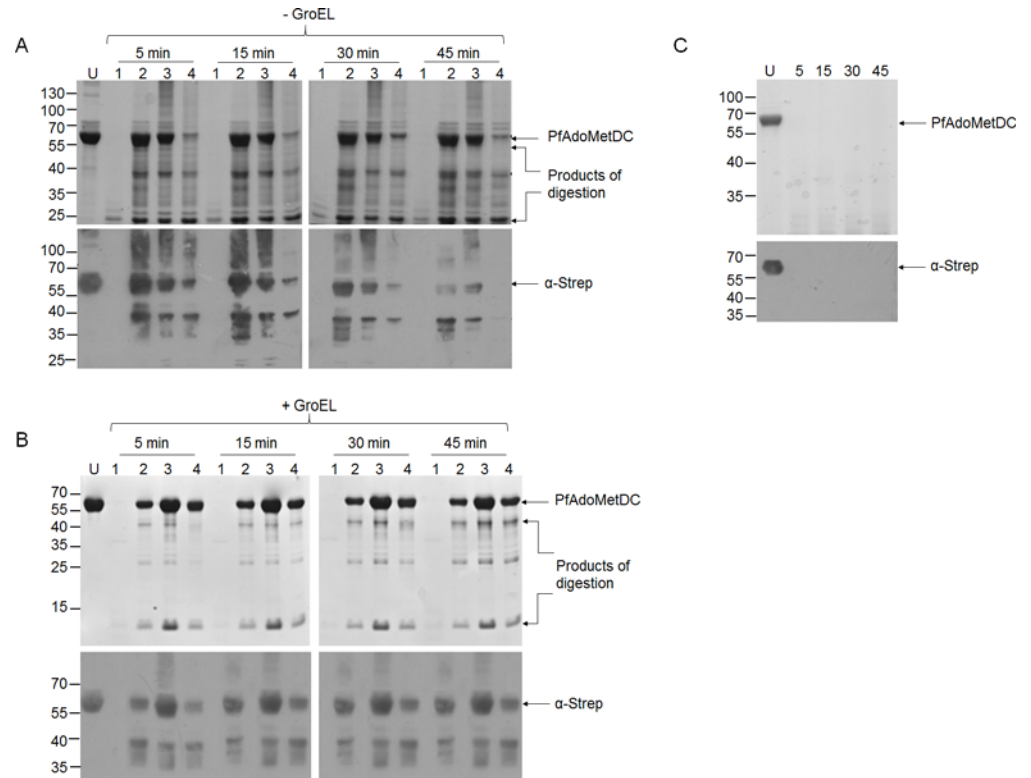 - GroEL
A
5 min 15 min 30 min 45 min
U 1 2 3 4 1 2 3 4 1 2 3 4 1 2 3 4
130
100
70
55
40
35
25
PfAdoMetDC
Products of
digestion
100
70
55
40
35
25
α-Strep
C
U 5 15 30 45
100
70
55
40
35
PfAdoMetDC
70
55
40
35
α-Strep
+ GroEL
B
5 min 15 min 30 min 45 min
U 1 2 3 4 1 2 3 4 1 2 3 4 1 2 3 4
70
55
40
35
25
15
PfAdoMetDC
Products of
digestion
70
55
40
35
α-Strep